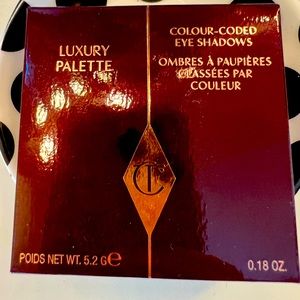 LUXURY
PALETTE
COLOUR-CODED
EYE SHADOWS
OMBRES À PAUPIÈRES
CLASSÉES PAR
COULEUR
CT
POIDS NET WT. 5.2 G℮
0.18 OZ.